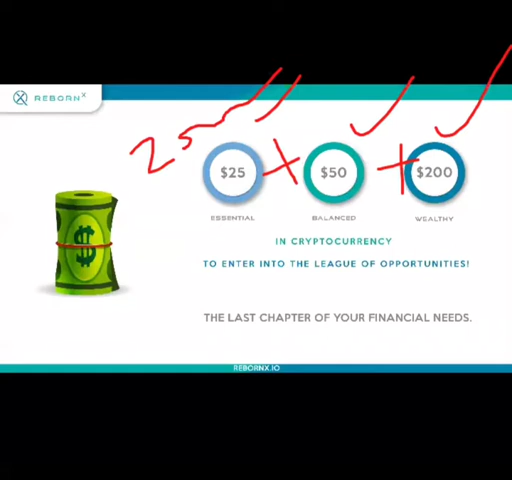 REBORNX
25
$25 + $50 + $200
ESSENTIAL BALANCED WEALTHY
IN CRYPTOCURRENCY
TO ENTER INTO THE LEAGUE OF OPPORTUNITIES!
THE LAST CHAPTER OF YOUR FINANCIAL NEEDS.
REBORNX.IO